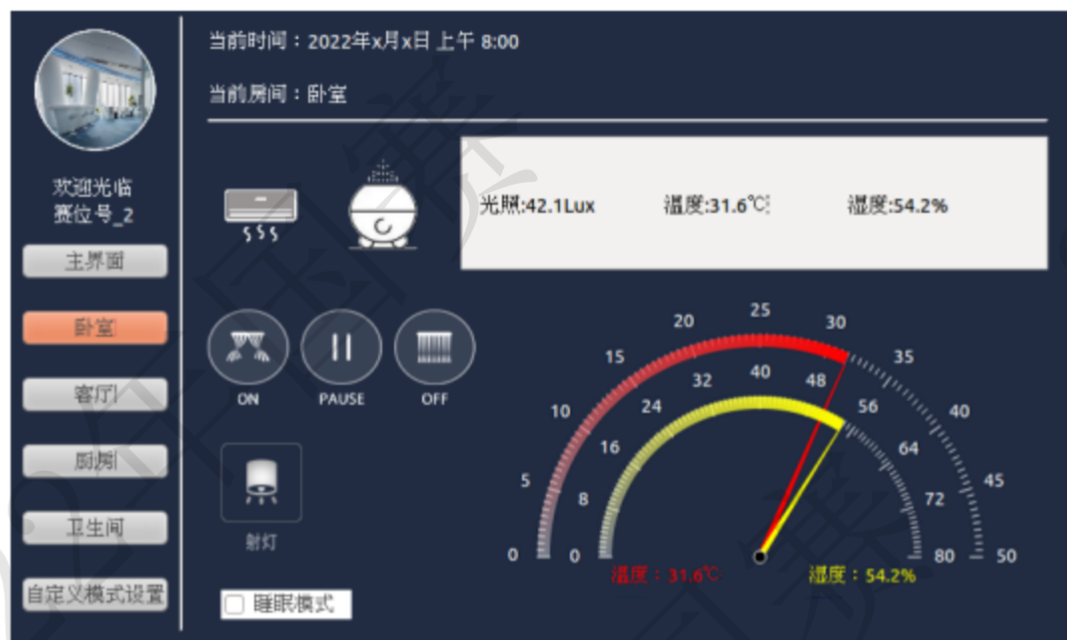 当前时间：2022年x月x日 上午 8:00
当前房间：卧室
欢迎光临
赛位号_2
主界面
卧室
客厅
厨房
卫生间
自定义模式设置
光照:42.1Lux 温度:31.6℃ 湿度:54.2%
ON PAUSE OFF
射灯
睡眠模式
0 5 10 15 20 25 30 35 40 45 50
0 8 16 24 32 40 48 56 64 72 80
温度：31.6℃ 湿度：54.2%